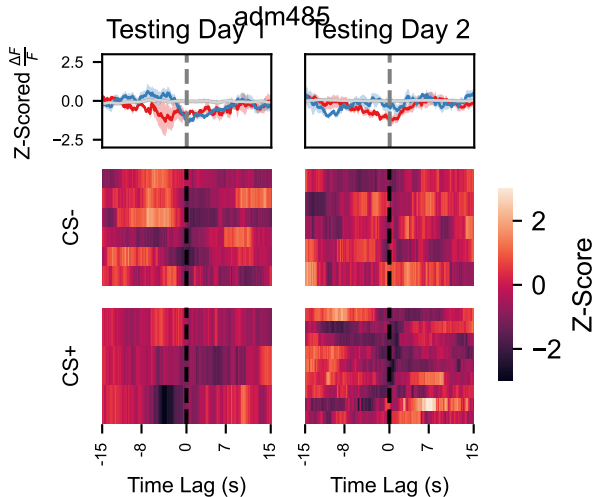 adm485
Testing Day 1
Testing Day 2
Z-Scored ΔF/F
2.5
0.0
−2.5
CS-
CS+
-15
-8
0
7
15
-15
-8
0
7
15
Time Lag (s)
Time Lag (s)
2
0
−2
Z-Score